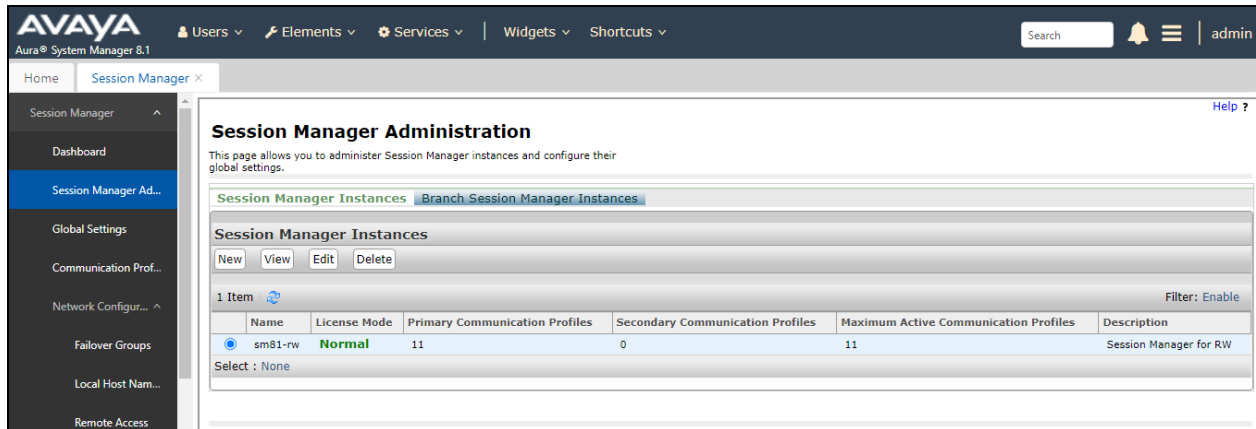 AVAYA
Aura® System Manager 8.1
Users Elements Services | Widgets Shortcuts Search admin
Home Session Manager ×
Session Manager
Dashboard
Session Manager Ad...
Global Settings
Communication Prof...
Network Configur...
Failover Groups
Local Host Nam...
Remote Access
Help ?
Session Manager Administration
This page allows you to administer Session Manager instances and configure their
global settings.
Session Manager Instances Branch Session Manager Instances
Session Manager Instances
New View Edit Delete
1 Item Filter: Enable
Name License Mode Primary Communication Profiles Secondary Communication Profiles Maximum Active Communication Profiles Description
sm81-rw Normal 11 0 11 Session Manager for RW
Select : None